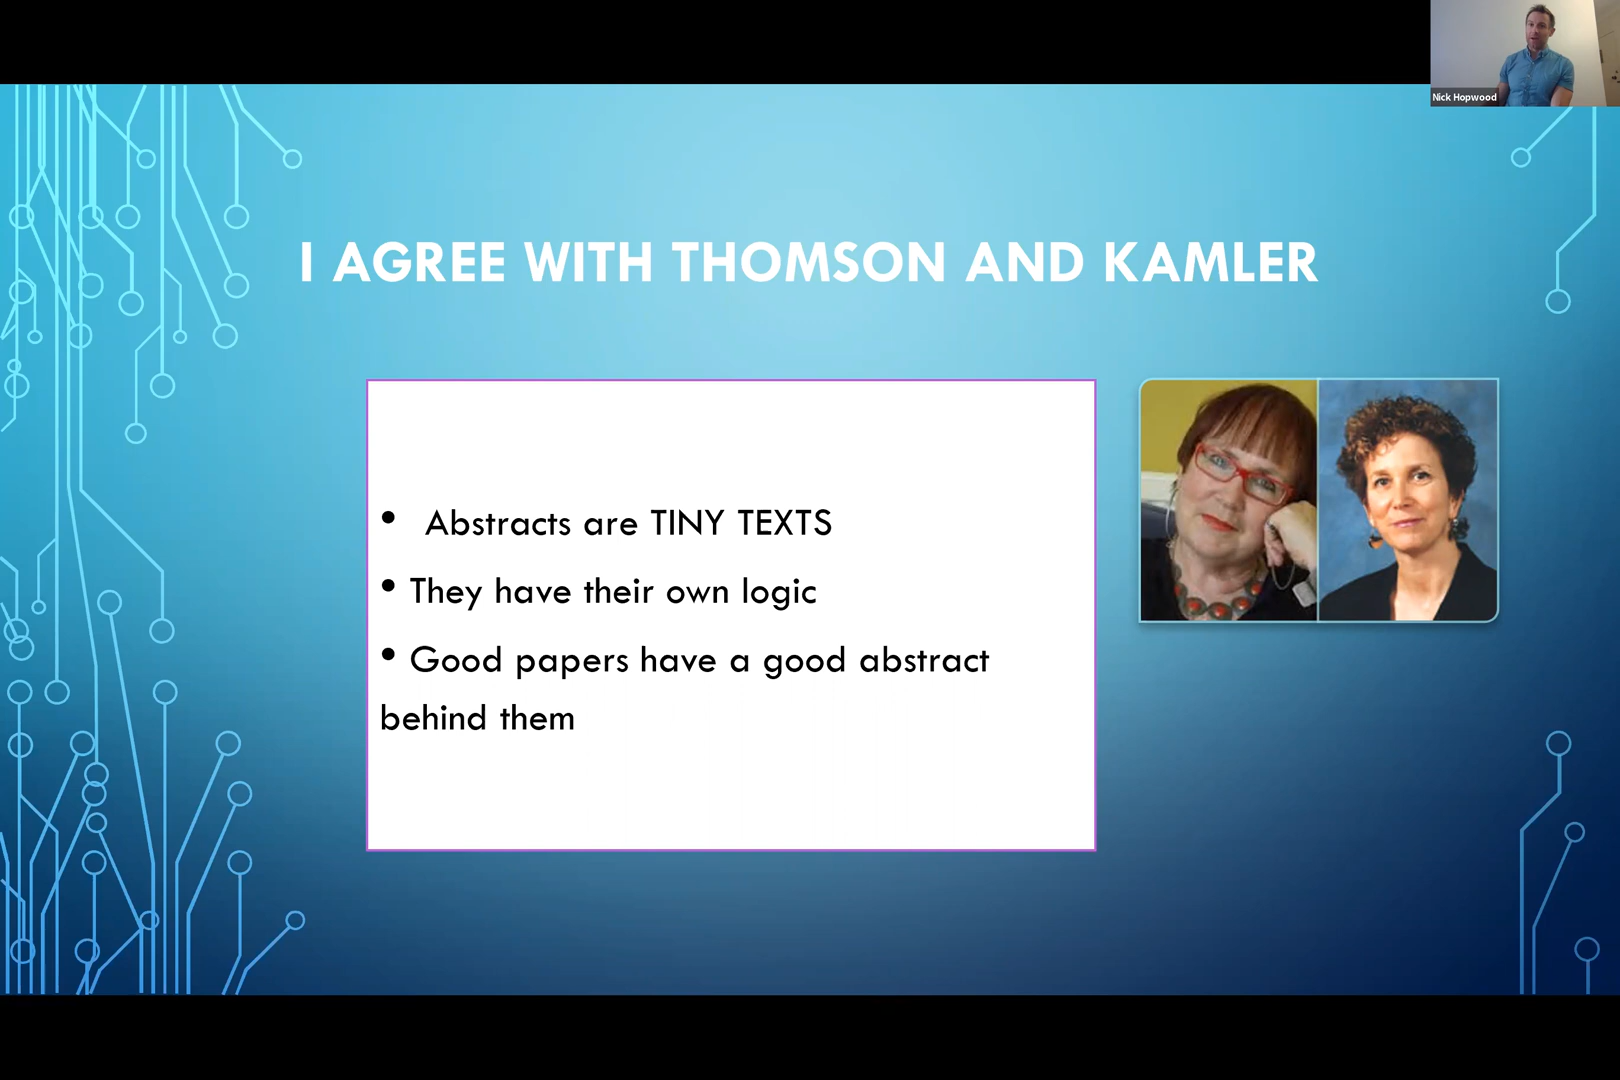 Nick Hopwood
I AGREE WITH THOMSON AND KAMLER
• Abstracts are TINY TEXTS
• They have their own logic
• Good papers have a good abstract
behind them